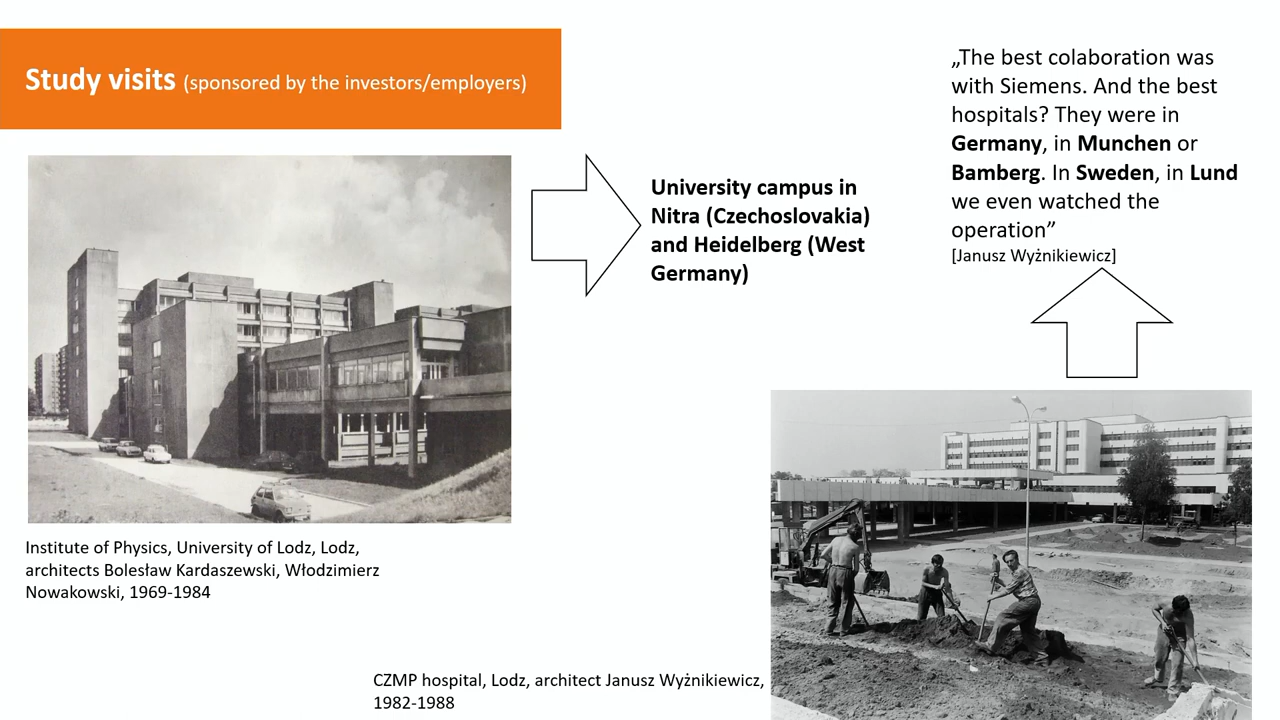 Study visits (sponsored by the investors/employers)
University campus in
Nitra (Czechoslovakia)
and Heidelberg (West
Germany)
„The best colaboration was
with Siemens. And the best
hospitals? They were in
Germany, in Munchen or
Bamberg. In Sweden, in Lund
we even watched the
operation”
[Janusz Wyżnikiewicz]
Institute of Physics, University of Lodz, Lodz,
architects Bolesław Kardaszewski, Włodzimierz
Nowakowski, 1969-1984
CZMP hospital, Lodz, architect Janusz Wyżnikiewicz,
1982-1988